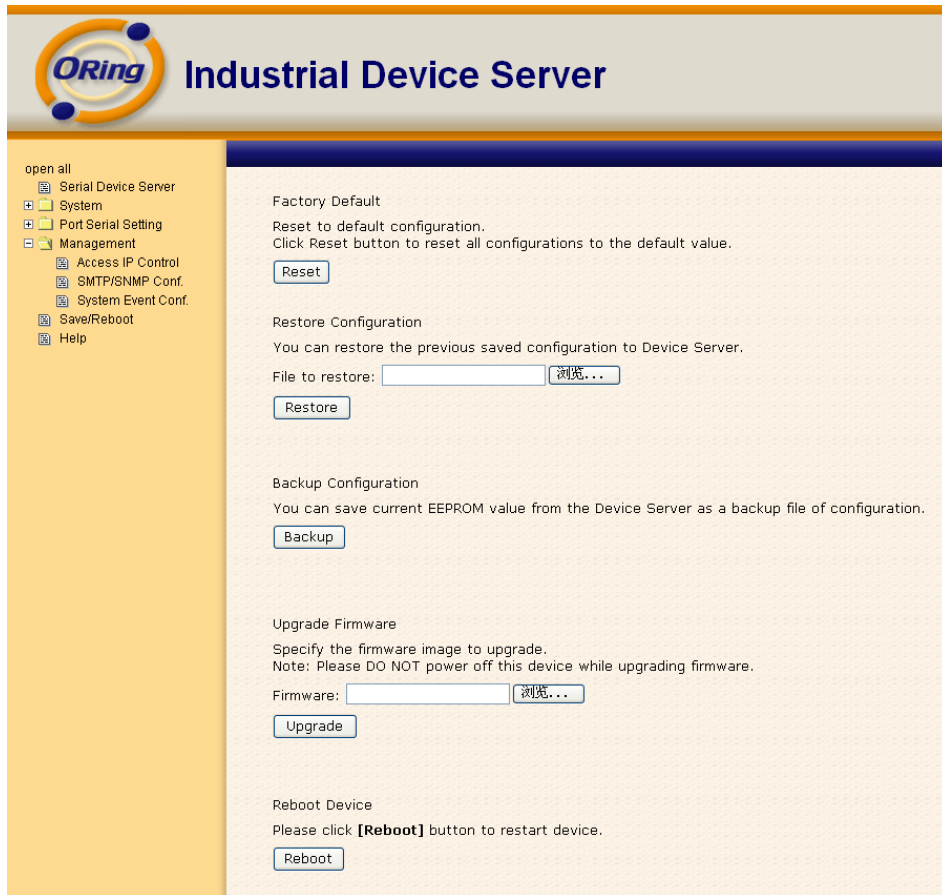 ORing
Industrial Device Server
open all
Serial Device Server
System
Port Serial Setting
Management
Access IP Control
SMTP/SNMP Conf.
System Event Conf.
Save/Reboot
Help
Factory Default
Reset to default configuration.
Click Reset button to reset all configurations to the default value.
Reset
Restore Configuration
You can restore the previous saved configuration to Device Server.
File to restore: 浏览...
Restore
Backup Configuration
You can save current EEPROM value from the Device Server as a backup file of configuration.
Backup
Upgrade Firmware
Specify the firmware image to upgrade.
Note: Please DO NOT power off this device while upgrading firmware.
Firmware: 浏览...
Upgrade
Reboot Device
Please click [Reboot] button to restart device.
Reboot